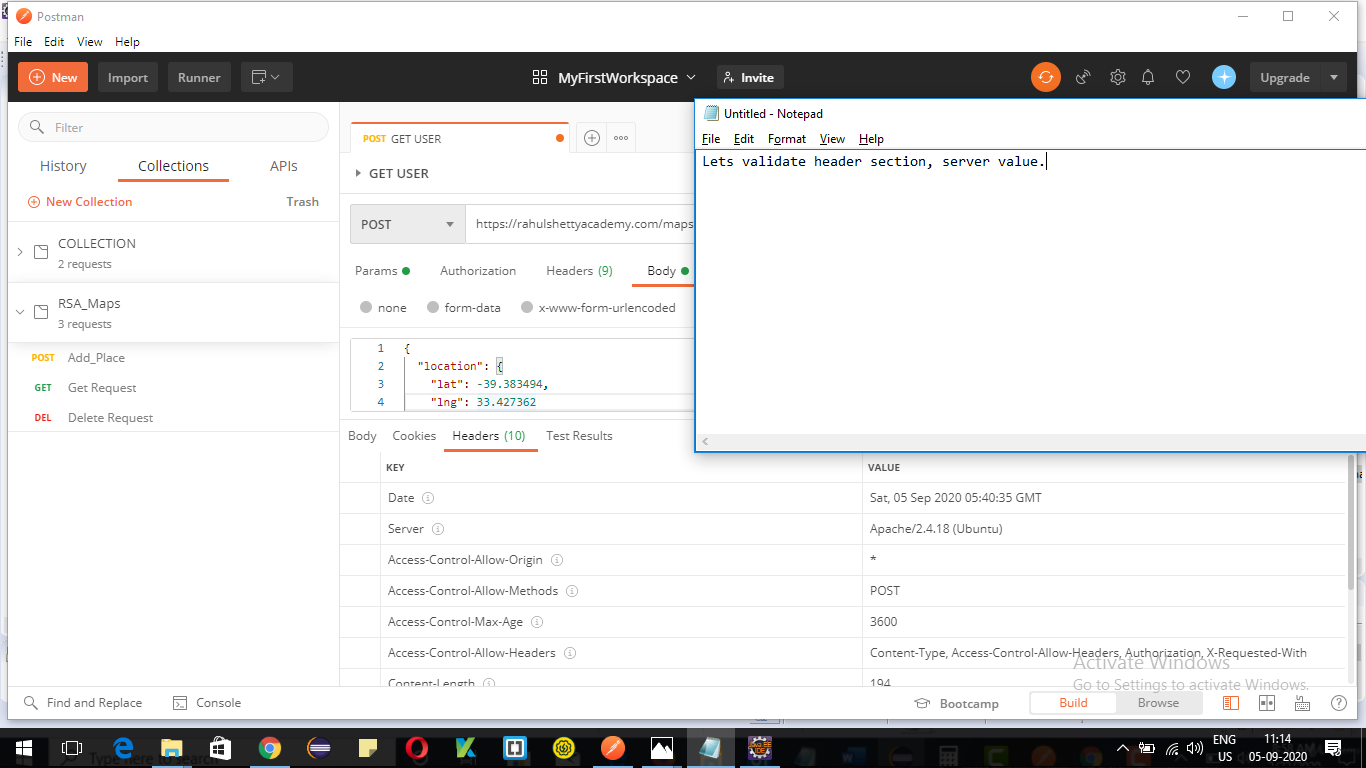 Postman
File Edit View Help
New Import Runner MyFirstWorkspace Invite Upgrade
Filter
History Collections APIs
New Collection Trash
COLLECTION
2 requests
RSA_Maps
3 requests
POST Add_Place
GET Get Request
DEL Delete Request
POST GET USER
GET USER
POST https://rahulshettyacademy.com/maps
Params Authorization Headers (9) Body
none form-data x-www-form-urlencoded
1 {
2 "location": {
3 "lat": -39.383494,
4 "lng": 33.427362
Untitled - Notepad
File Edit Format View Help
Lets validate header section, server value.
Body Cookies Headers (10) Test Results
KEY VALUE
Date Sat, 05 Sep 2020 05:40:35 GMT
Server Apache/2.4.18 (Ubuntu)
Access-Control-Allow-Origin *
Access-Control-Allow-Methods POST
Access-Control-Max-Age 3600
Access-Control-Allow-Headers Content-Type, Access-Control-Allow-Headers, Authorization, X-Requested-With
Content-Length 194
Activate Windows
Go to Settings to activate Windows.
Find and Replace Console Bootcamp Build Browse
Type here to search
ENG 11:14
US 05-09-2020